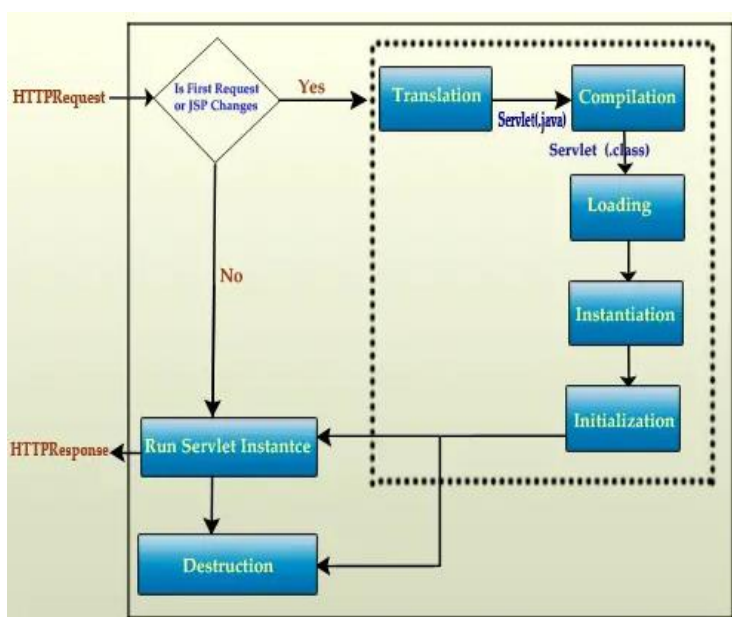 HTTPRequest
Is First Request
or JSP Changes
Yes
Translation
Servlet(.java)
Compilation
Servlet (.class)
Loading
No
Instantiation
Initialization
HTTPResponse
Run Servlet Instantce
Destruction